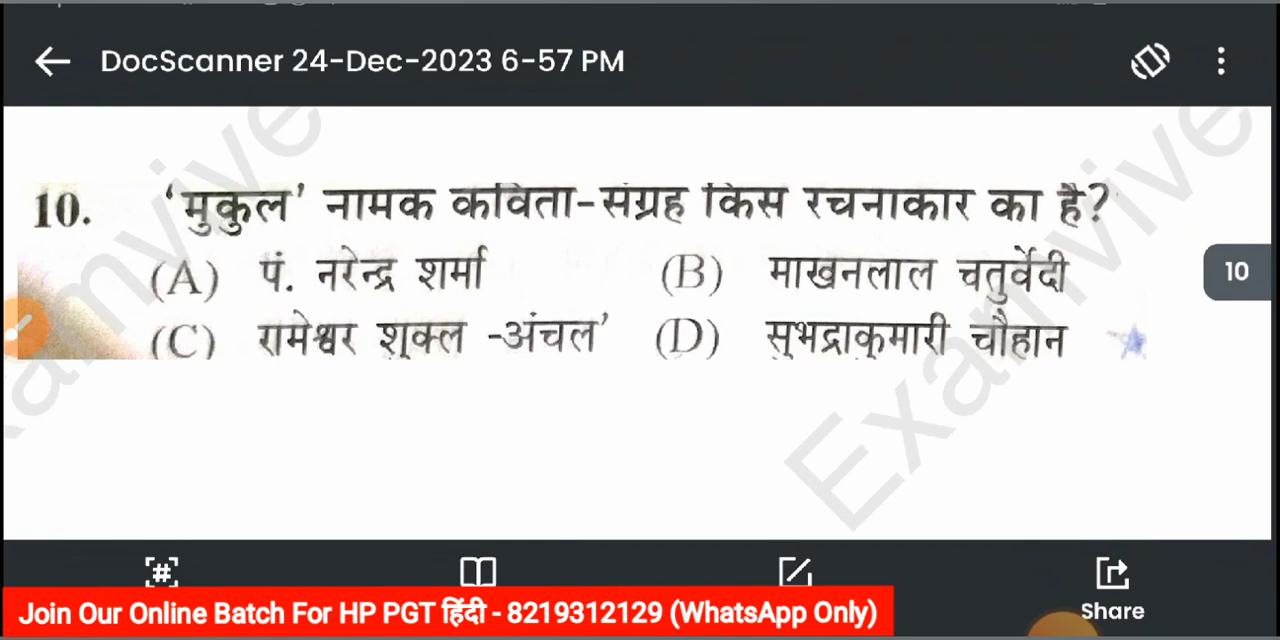 DocScanner 24-Dec-2023 6-57 PM
10. 'मुकुल' नामक कविता-संग्रह किस रचनाकार का है?
(A) पं. नरेन्द्र शर्मा (B) माखनलाल चतुर्वेदी
10
(C) रामेश्वर शुक्ल -अंचल' (D) सुभद्राकुमारी चौहान
Examvive
Share
Join Our Online Batch For HP PGT हिंदी - 8219312129 (WhatsApp Only)